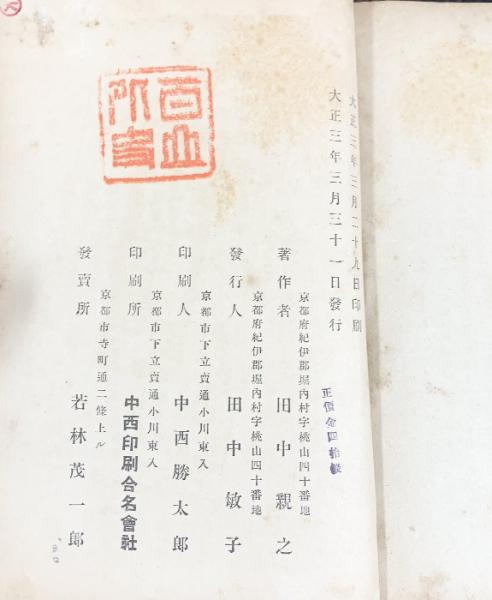 大正三年三月二十九日印刷
大正三年三月三十一日發行
正價金四拾錢
京都府紀伊郡堀內村字桃山四十番地
著作者 田中親之
京都府紀伊郡堀內村字桃山四十番地
發行人 田中敏子
京都市下立賣通小川東入
印刷人 中西勝太郎
京都市下立賣通小川東入
印刷所 中西印刷合名會社
京都市寺町通二條上ル
發賣所 若林茂一郎